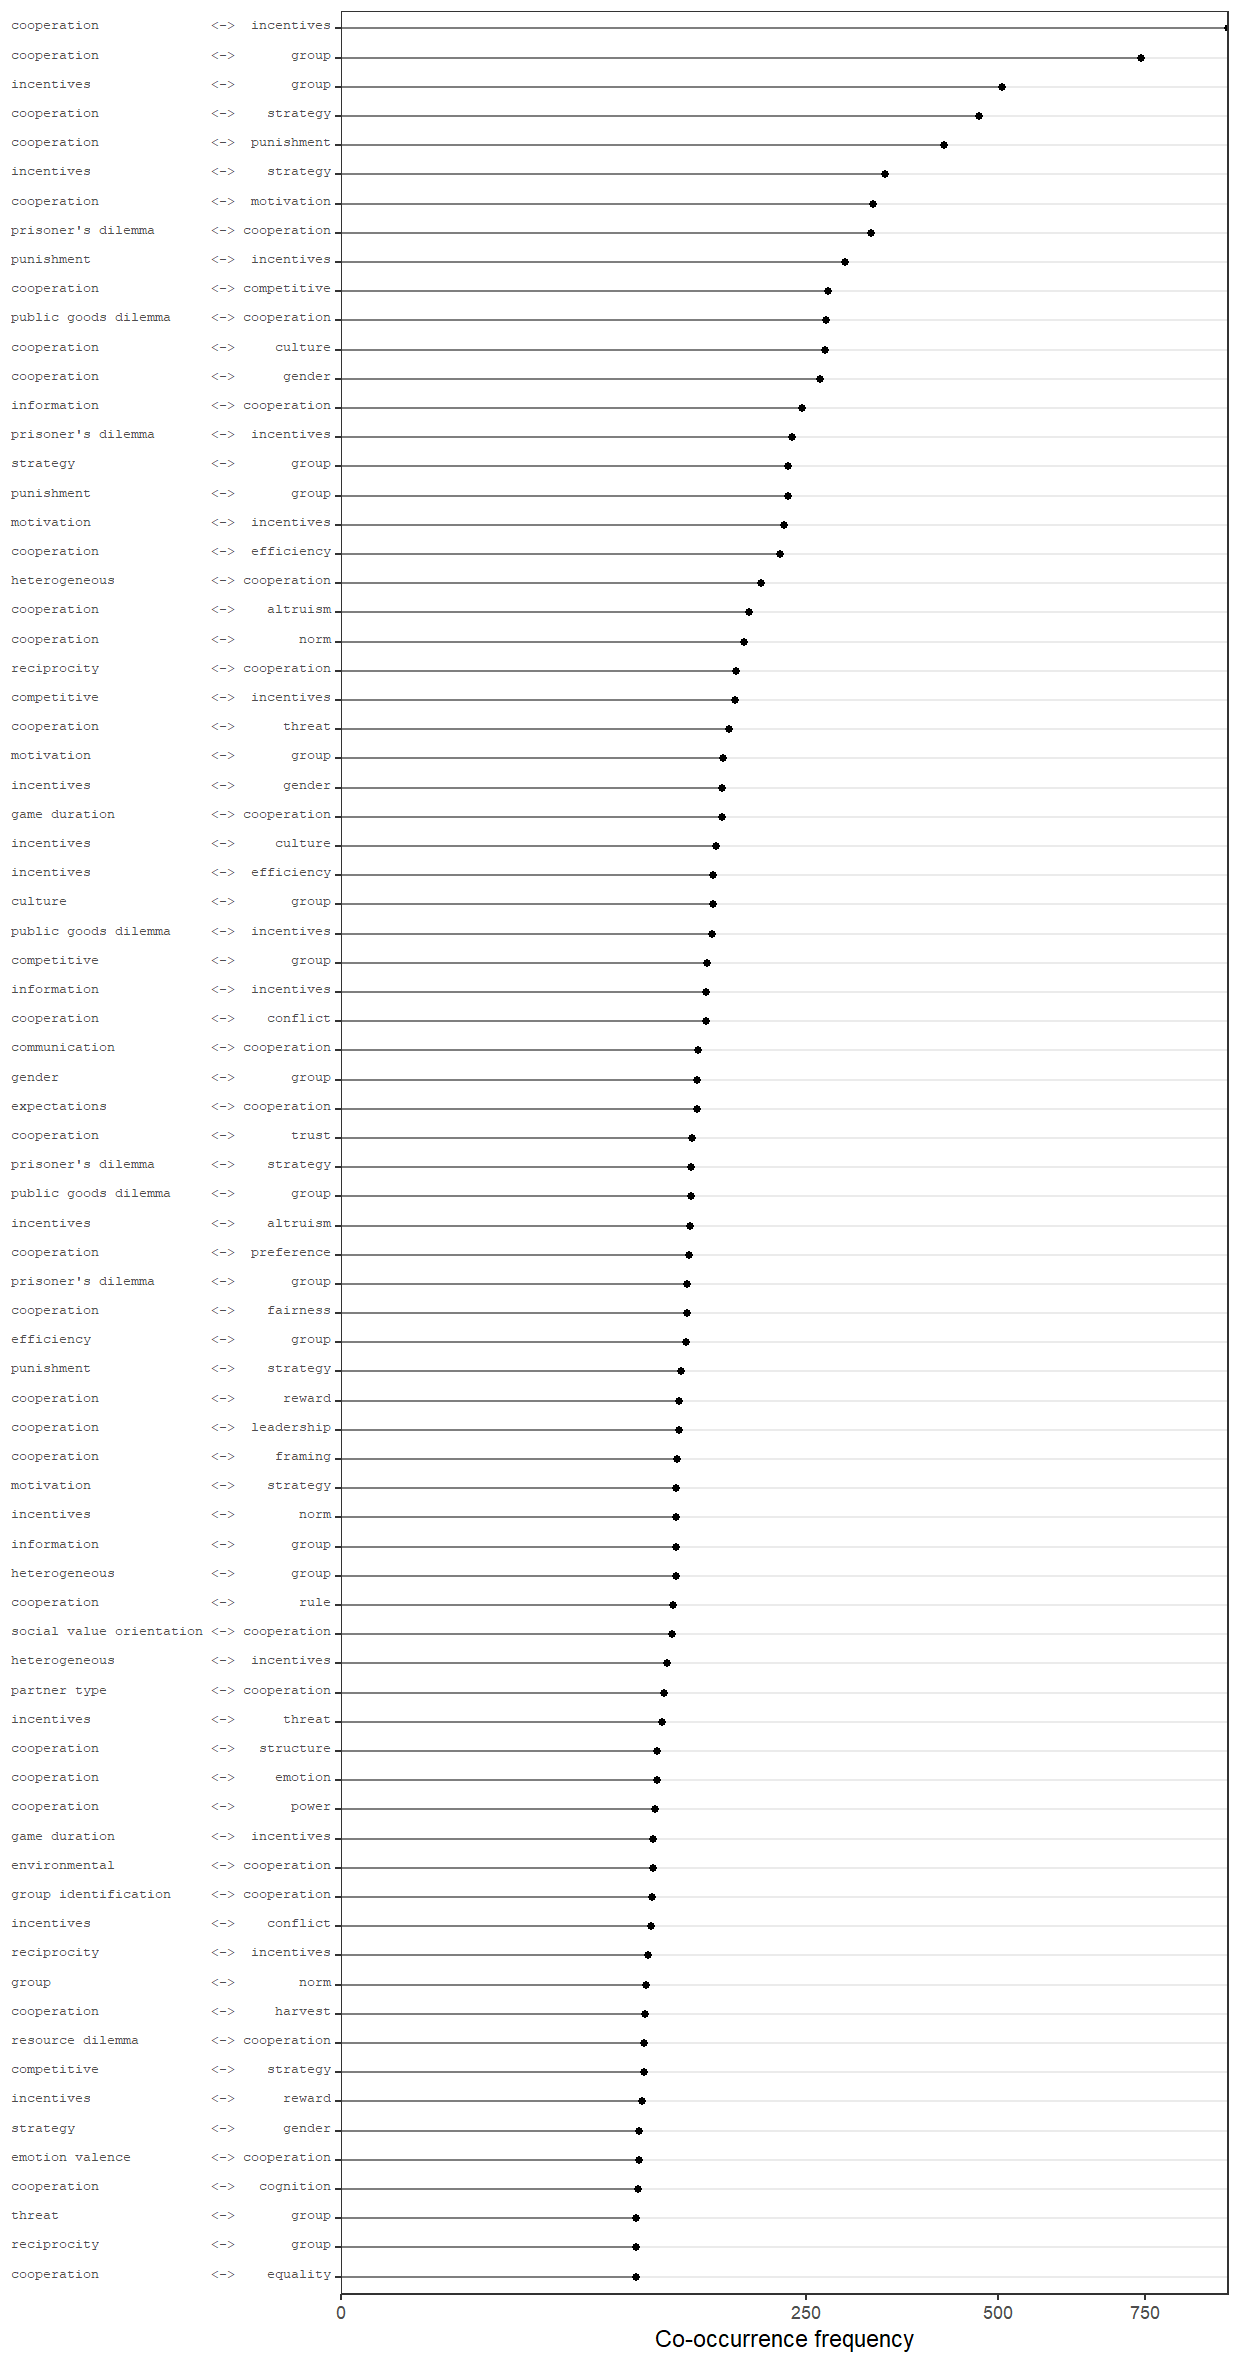 cooperation <-> incentives
cooperation <-> group
incentives <-> group
cooperation <-> strategy
cooperation <-> punishment
incentives <-> strategy
cooperation <-> motivation
prisoner's dilemma <-> cooperation
punishment <-> incentives
cooperation <-> competitive
public goods dilemma <-> cooperation
cooperation <-> culture
cooperation <-> gender
information <-> cooperation
prisoner's dilemma <-> incentives
strategy <-> group
punishment <-> group
motivation <-> incentives
cooperation <-> efficiency
heterogeneous <-> cooperation
cooperation <-> altruism
cooperation <-> norm
reciprocity <-> cooperation
competitive <-> incentives
cooperation <-> threat
motivation <-> group
incentives <-> gender
game duration <-> cooperation
incentives <-> culture
incentives <-> efficiency
culture <-> group
public goods dilemma <-> incentives
competitive <-> group
information <-> incentives
cooperation <-> conflict
communication <-> cooperation
gender <-> group
expectations <-> cooperation
cooperation <-> trust
prisoner's dilemma <-> strategy
public goods dilemma <-> group
incentives <-> altruism
cooperation <-> preference
prisoner's dilemma <-> group
cooperation <-> fairness
efficiency <-> group
punishment <-> strategy
cooperation <-> reward
cooperation <-> leadership
cooperation <-> framing
motivation <-> strategy
incentives <-> norm
information <-> group
heterogeneous <-> group
cooperation <-> rule
social value orientation <-> cooperation
heterogeneous <-> incentives
partner type <-> cooperation
incentives <-> threat
cooperation <-> structure
cooperation <-> emotion
cooperation <-> power
game duration <-> incentives
environmental <-> cooperation
group identification <-> cooperation
incentives <-> conflict
reciprocity <-> incentives
group <-> norm
cooperation <-> harvest
resource dilemma <-> cooperation
competitive <-> strategy
incentives <-> reward
strategy <-> gender
emotion valence <-> cooperation
cooperation <-> cognition
threat <-> group
reciprocity <-> group
cooperation <-> equality
0 250 500 750
Co-occurrence frequency